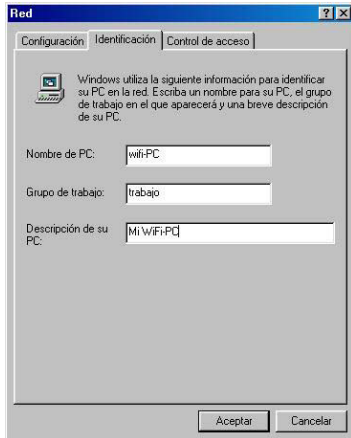 Red
Configuración Identificación Control de acceso
Windows utiliza la siguiente información para identificar
su PC en la red. Escriba un nombre para su PC, el grupo
de trabajo en el que aparecerá y una breve descripción
de su PC.
Nombre de PC: wifi-PC
Grupo de trabajo: trabajo
Descripción de su
PC: Mi WiFi-PC
Aceptar Cancelar